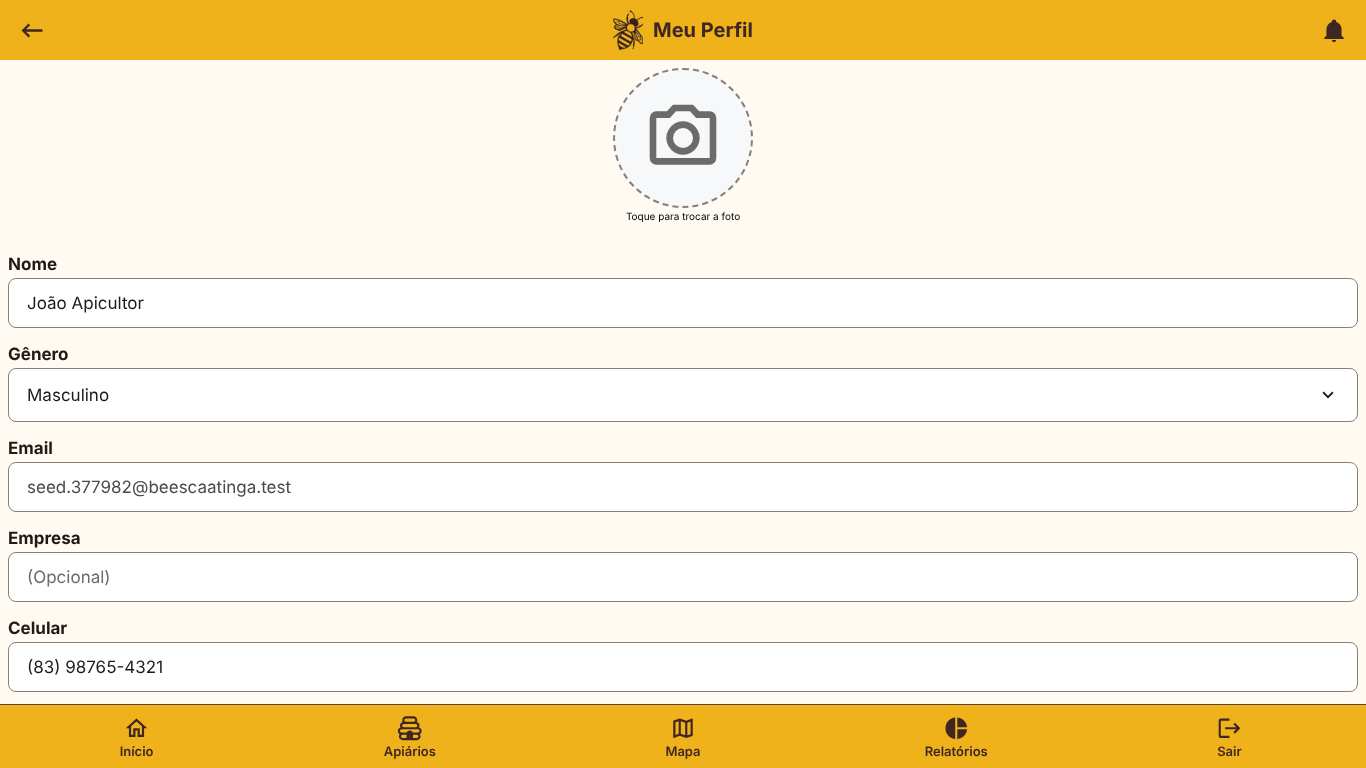 Meu Perfil
Toque para trocar a foto
Nome
João Apicultor
Gênero
Masculino
Email
seed.377982@beescaatinga.test
Empresa
(Opcional)
Celular
(83) 98765-4321
Início
Apiários
Mapa
Relatórios
Sair